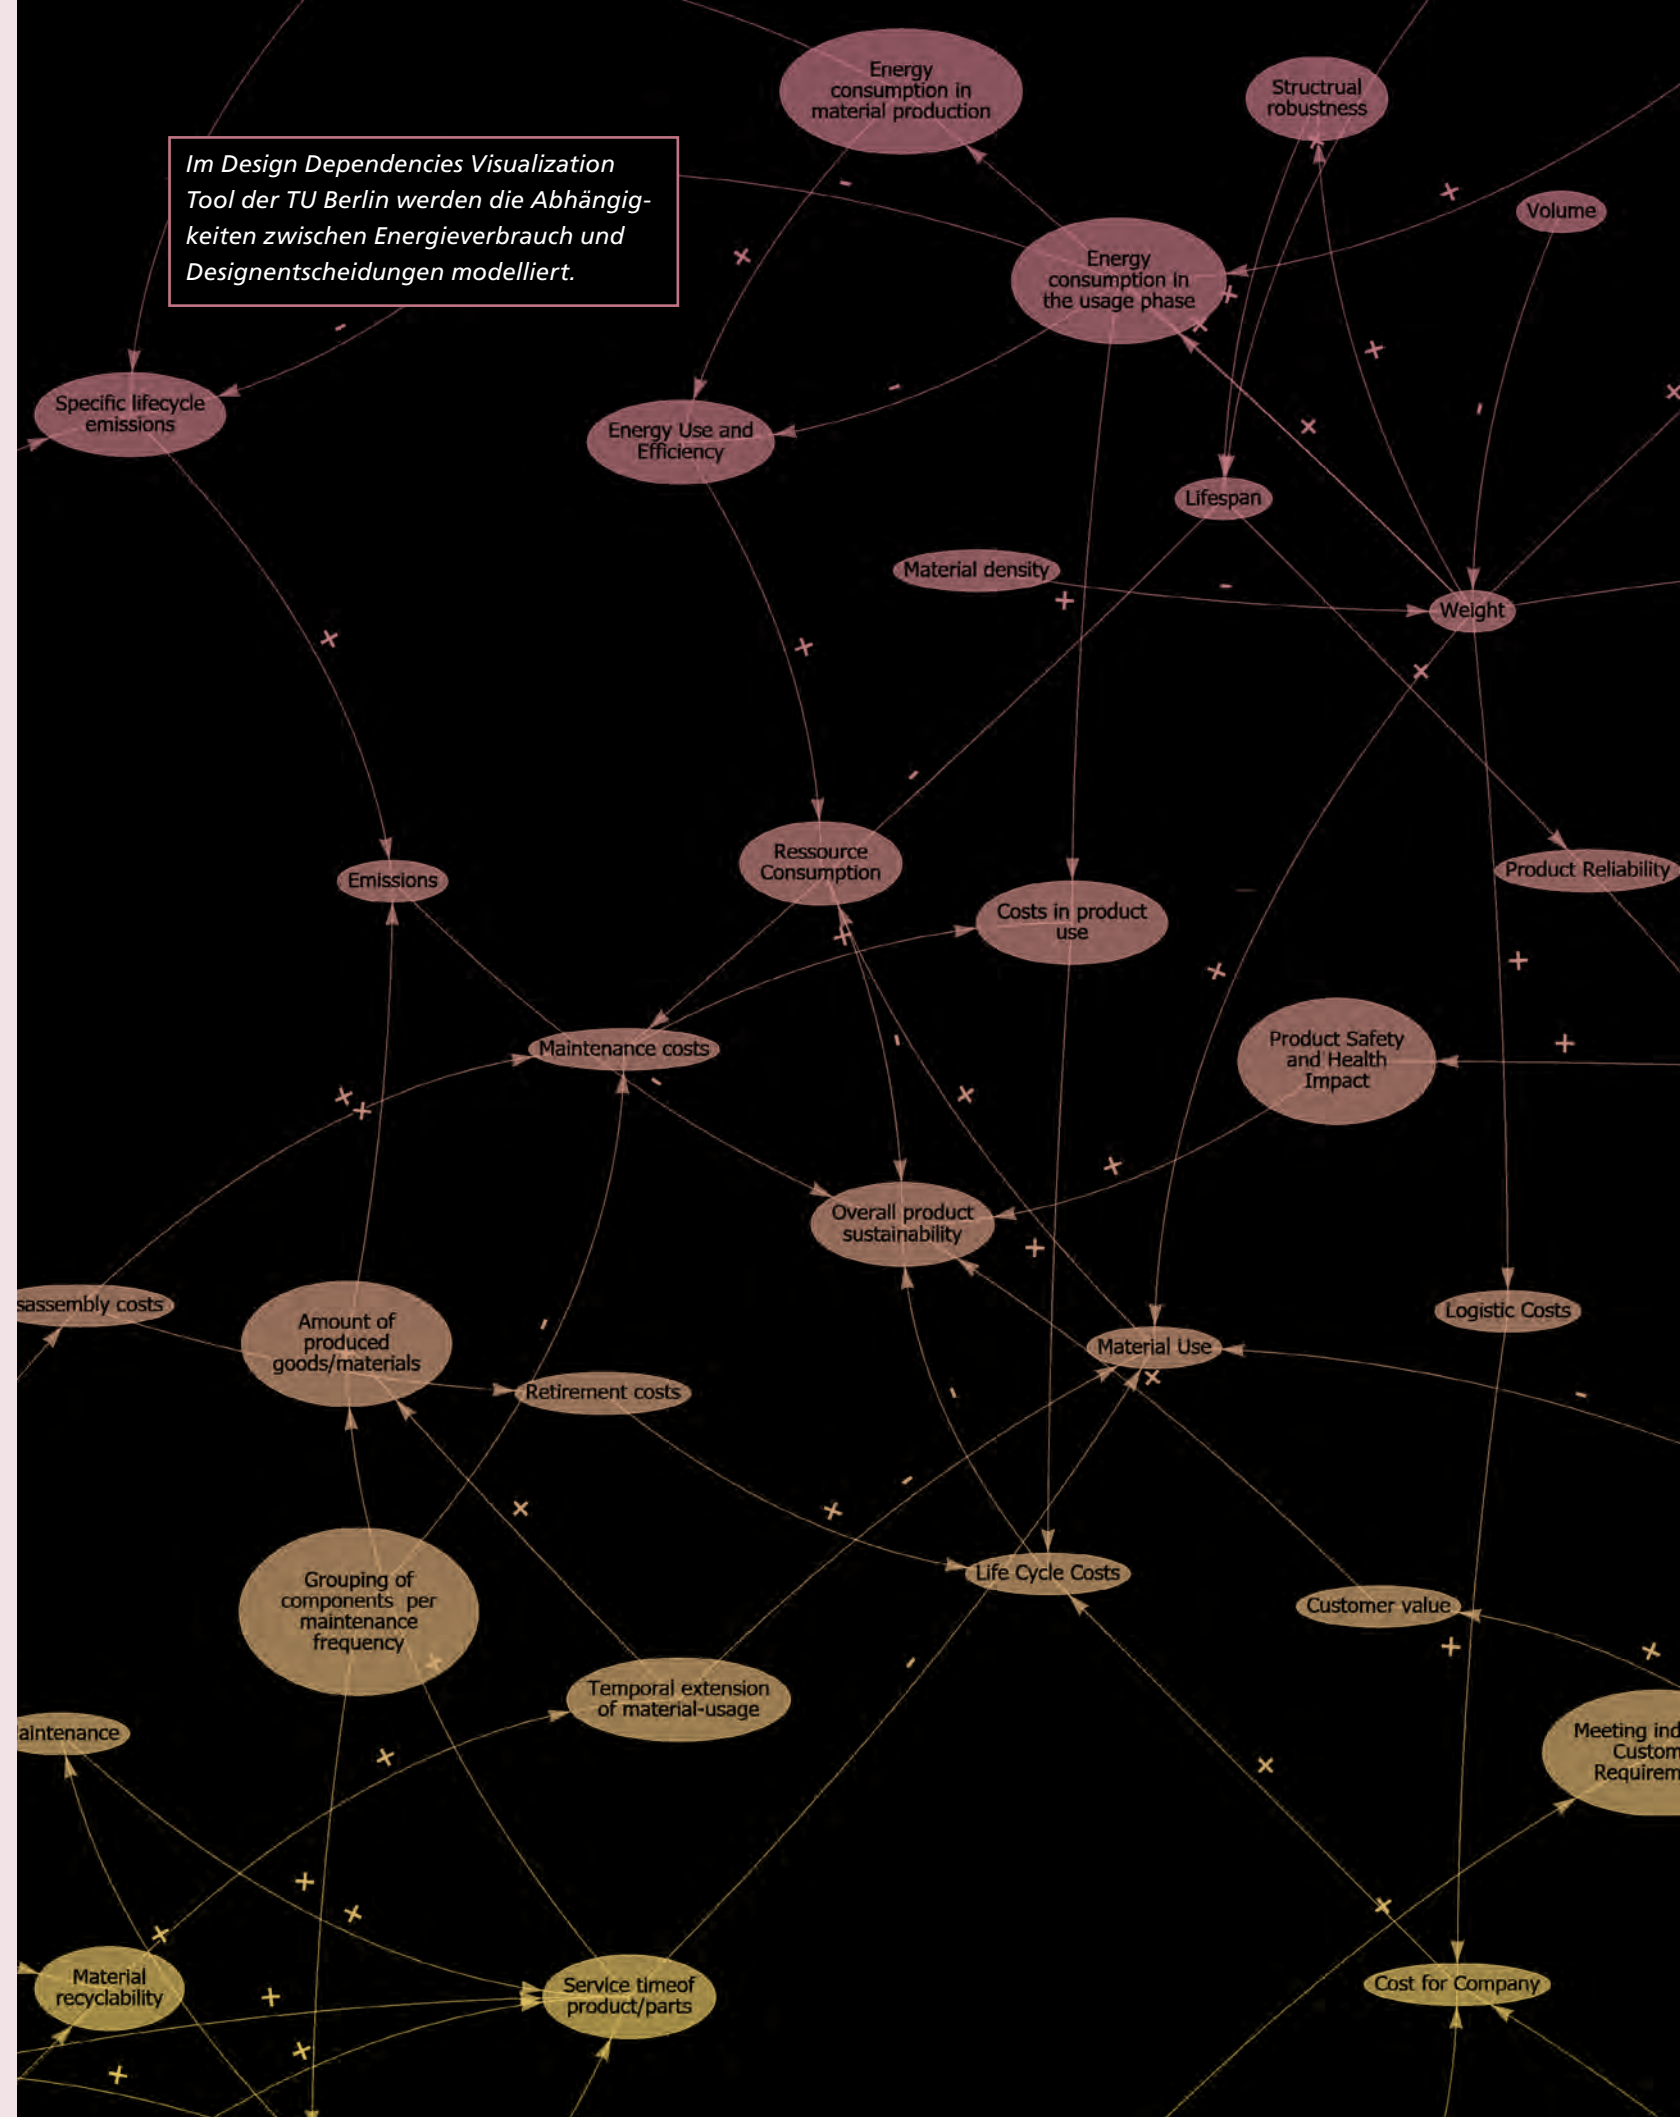 Energy
consumption in
material production
Structrual
robustness
Im Design Dependencies Visualization
Tool der TU Berlin werden die Abhängig-
keiten zwischen Energieverbrauch und
Designentscheidungen modelliert.
Volume
Energy
consumption in
the usage phase
Specific lifecycle
emissions
Energy Use and
Efficiency
Lifespan
Material density
Weight
Ressource
Consumption
Product Reliability
Emissions
Costs in product
use
Maintenance costs
Product Safety
and Health
Impact
Overall product
sustainability
sassembly costs
Amount of
produced
goods/materials
Logistic Costs
Material Use
Retirement costs
Life Cycle Costs
Grouping of
components per
maintenance
frequency
Customer value
Temporal extension
of material-usage
aintenance
Meeting ind
Custom
Requirem
Material
recyclability
Service timeof
product/parts
Cost for Company